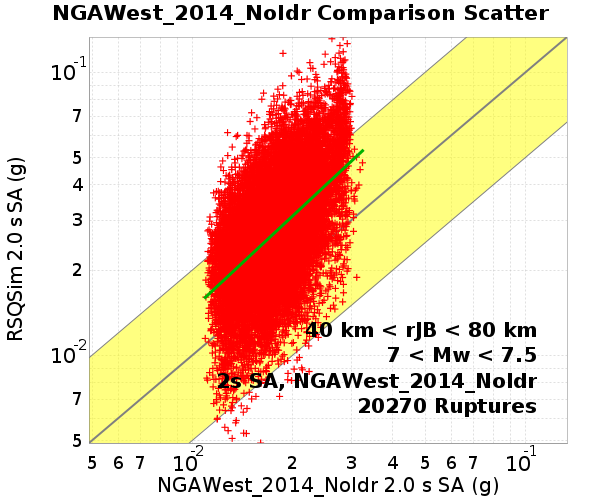 NGAWest_2014_NoIdr Comparison Scatter
RSQSim 2.0 s SA (g)
10-1
7
5
4
3
2
10-2
7
5
40 km < rJB < 80 km
7 < Mw < 7.5
2s SA, NGAWest_2014_NoIdr
20270 Ruptures
5 6 7 10-2 2 3 4 5 6 7 10-1
NGAWest_2014_NoIdr 2.0 s SA (g)